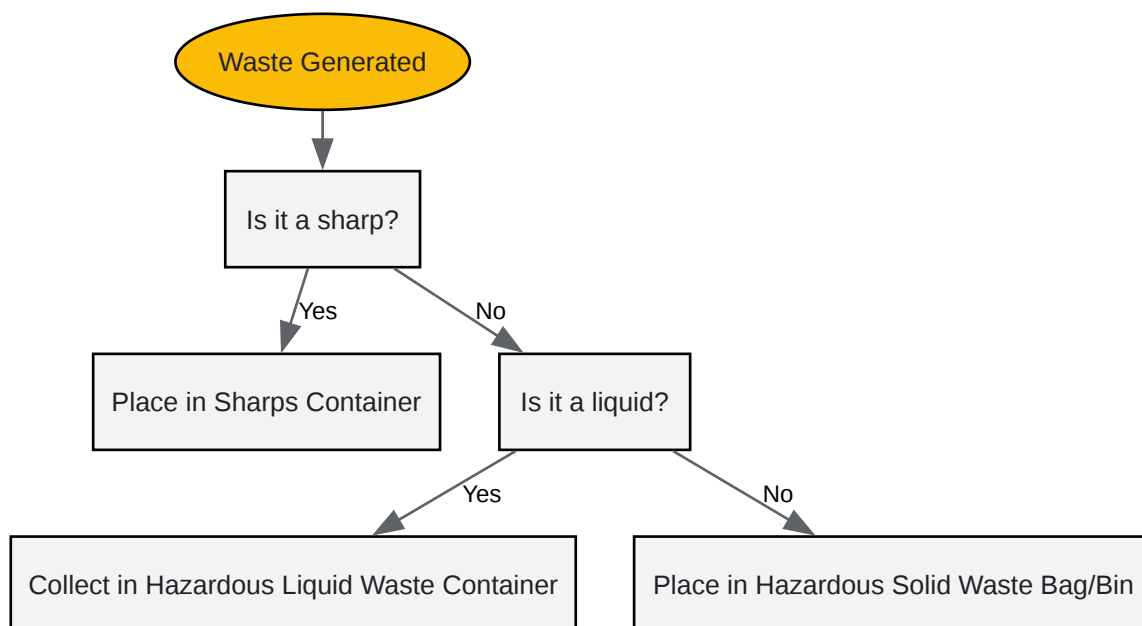 Waste Generated
Is it a sharp?
Yes
No
Place in Sharps Container
Is it a liquid?
Yes
No
Collect in Hazardous Liquid Waste Container
Place in Hazardous Solid Waste Bag/Bin